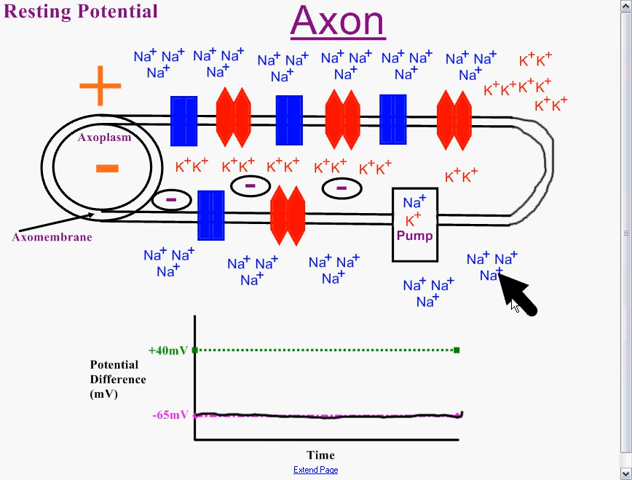 Resting Potential
Axon
Na+ Na+ Na+ Na+ Na+ Na+ Na+ Na+ Na+ Na+ Na+ Na+ K+K+
Na+ Na+ Na+ Na+ Na+ Na+ K+K+ K+K+
K+K+
Axoplasm
+
-
K+K+ K+K+ K+K+ K+K+ K+K+ K+K+
- - -
Na+
K+
Pump
Axomembrane
Na+ Na+ Na+ Na+ Na+ Na+ Na+ Na+
Na+ Na+ Na+ Na+
Na+ Na+
Na+
+40mV
Potential
Difference
(mV)
-65mV
Time
Extend Page